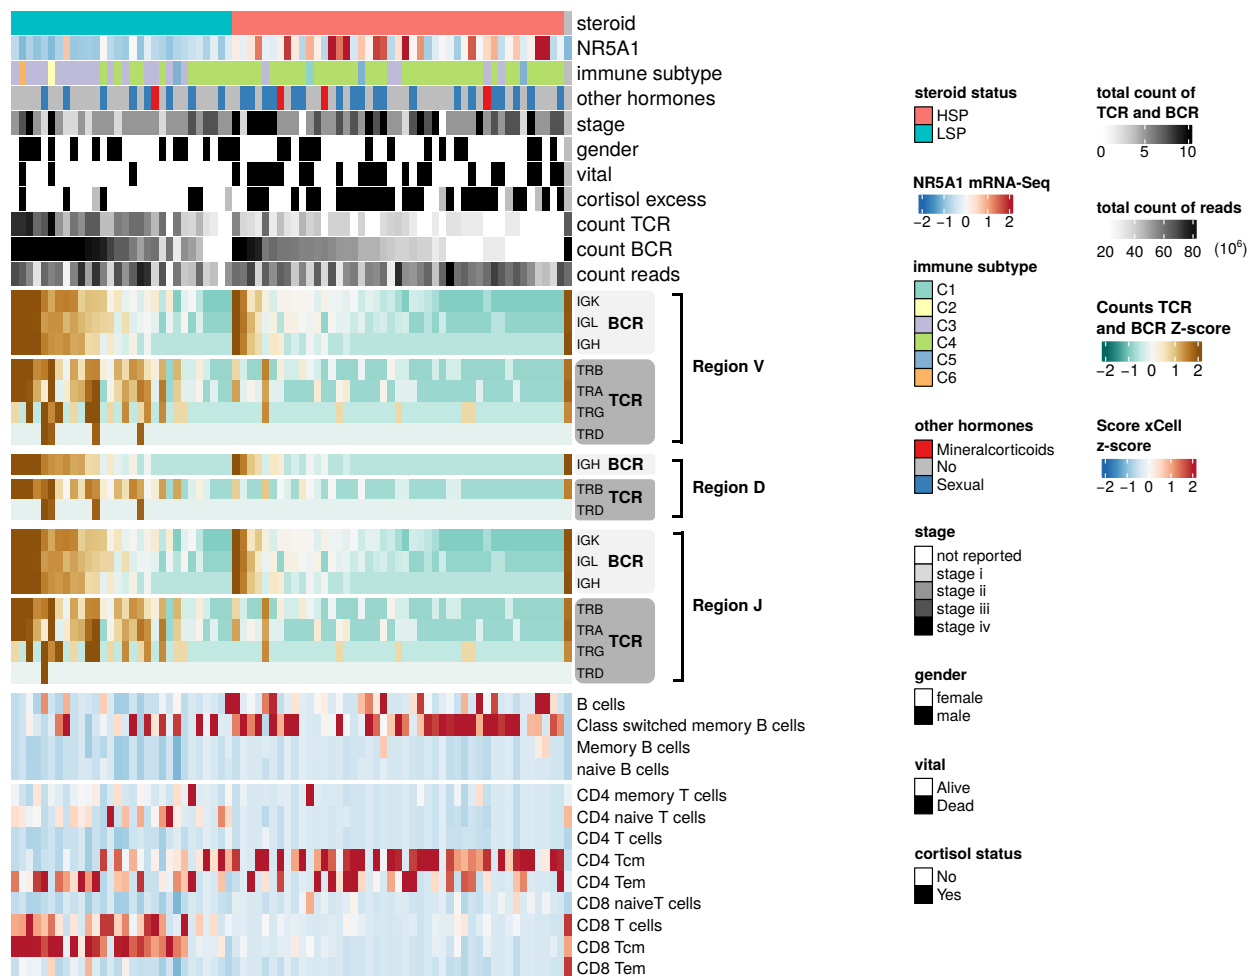 steroid
NR5A1
immune subtype
other hormones
stage
gender
vital
cortisol excess
count TCR
count BCR
count reads
IGK
IGL
IGH
BCR
TRB
TRA
TRG
TRD
TCR
Region V
IGH
BCR
TRB
TRD
TCR
Region D
IGK
IGL
IGH
BCR
TRB
TRA
TRG
TRD
TCR
Region J
B cells
Class switched memory B cells
Memory B cells
naive B cells
CD4 memory T cells
CD4 naive T cells
CD4 T cells
CD4 Tcm
CD4 Tem
CD8 naiveT cells
CD8 T cells
CD8 Tcm
CD8 Tem
steroid status
HSP
LSP
NR5A1 mRNA-Seq
−2 −1 0 1 2
immune subtype
C1
C2
C3
C4
C5
C6
other hormones
Mineralcorticoids
No
Sexual
stage
not reported
stage i
stage ii
stage iii
stage iv
gender
female
male
vital
Alive
Dead
cortisol status
No
Yes
total count of
TCR and BCR
0 5 10
total count of reads
20 40 60 80 (10⁶)
Counts TCR
and BCR Z-score
−2 −1 0 1 2
Score xCell
z-score
−2 −1 0 1 2